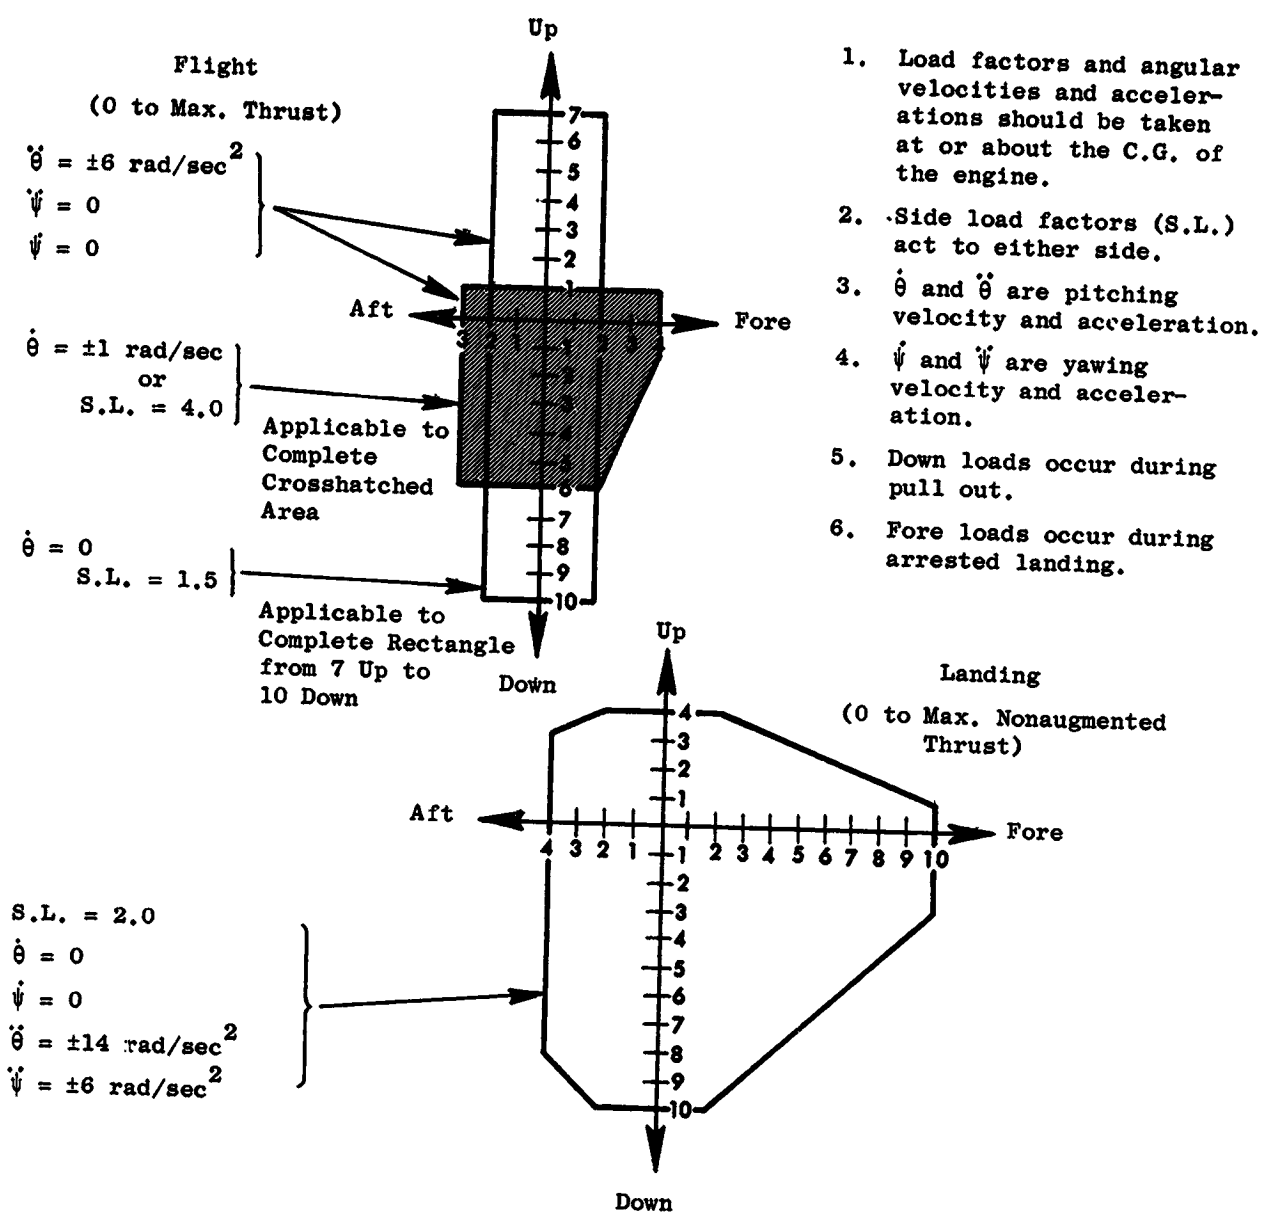 Up
Flight
(0 to Max. Thrust)
θ̈ = ±6 rad/sec²
ψ̈ = 0
ψ̇ = 0
7
6
5
4
3
2
1
Aft
Fore
3 2 1 2 3 4
1
2
3
4
5
6
7
8
9
10
θ̇ = ±1 rad/sec
or
S.L. = 4.0
Applicable to
Complete
Crosshatched
Area
θ̇ = 0
S.L. = 1.5
Applicable to
Complete Rectangle
from 7 Up to
10 Down
Down
1. Load factors and angular
velocities and acceler-
ations should be taken
at or about the C.G. of
the engine.
2. Side load factors (S.L.)
act to either side.
3. θ̇ and θ̈ are pitching
velocity and acceleration.
4. ψ̇ and ψ̈ are yawing
velocity and acceler-
ation.
5. Down loads occur during
pull out.
6. Fore loads occur during
arrested landing.
Up
Landing
(0 to Max. Nonaugmented
Thrust)
4
3
2
1
Aft
Fore
4 3 2 1 2 3 4 5 6 7 8 9 10
1
2
3
4
5
6
7
8
9
10
S.L. = 2.0
θ̇ = 0
ψ̇ = 0
θ̈ = ±14 rad/sec²
ψ̈ = ±6 rad/sec²
Down